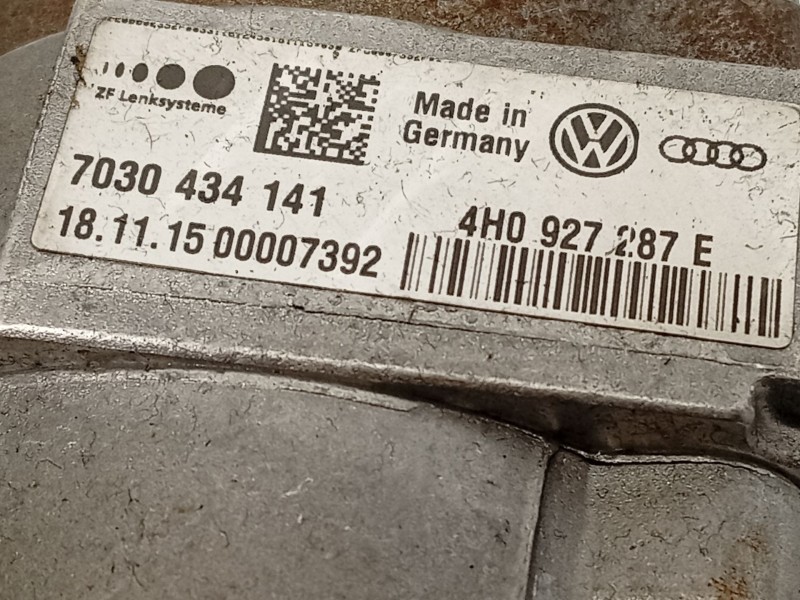 ZF Lenksysteme
Made in
Germany
7030 434 141
18.11.15 00007392
4H0 927 287 E